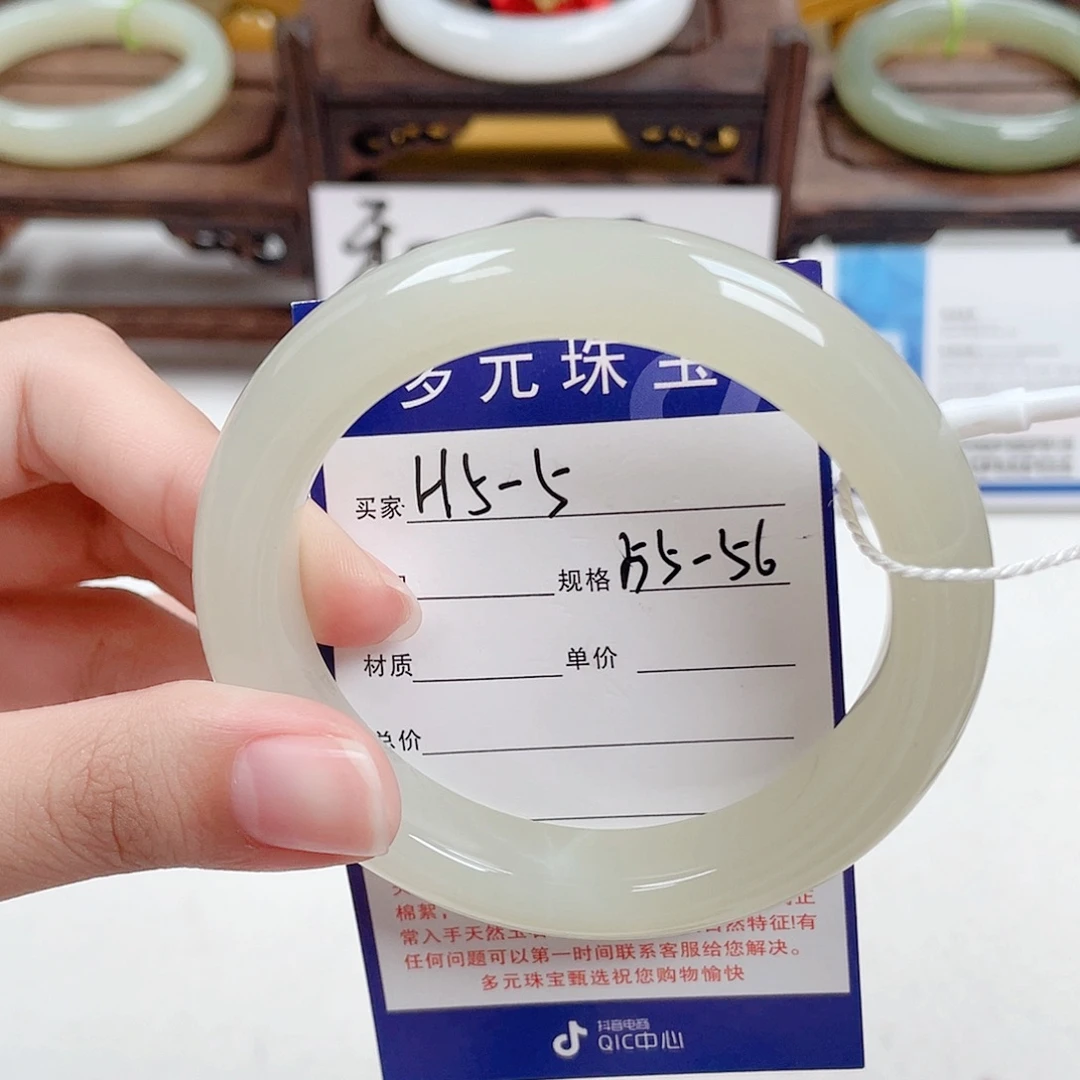 多元珠宝
买家 H5-5
规格 55-56
材质 单价
总价
棉絮，
常入手天然玉 自然特征!有
任何问题可以第一时间联系客服给您解决。
多元珠宝甄选祝您购物愉快
抖音电商
QIC中心